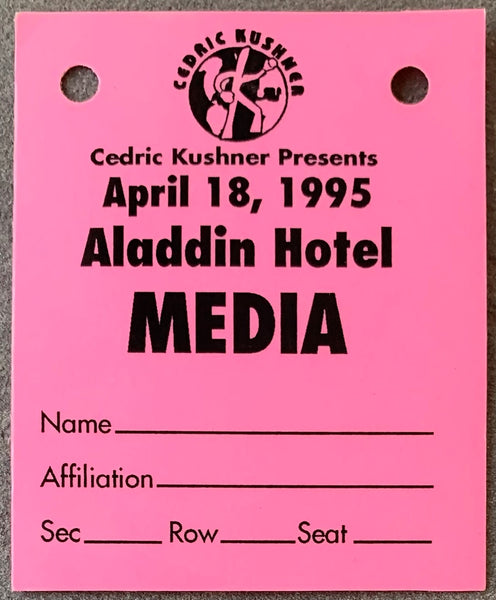 CEDRIC KUSHNER
Cedric Kushner Presents
April 18, 1995
Aladdin Hotel
MEDIA
Name
Affiliation
Sec Row Seat